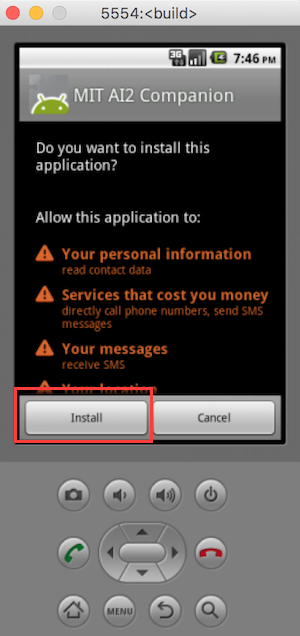 5554:<build>
3G 7:46 PM
MIT AI2 Companion
Do you want to install this
application?
Allow this application to:
Your personal information
read contact data
Services that cost you money
directly call phone numbers, send SMS
messages
Your messages
receive SMS
Your location
Install Cancel
MENU